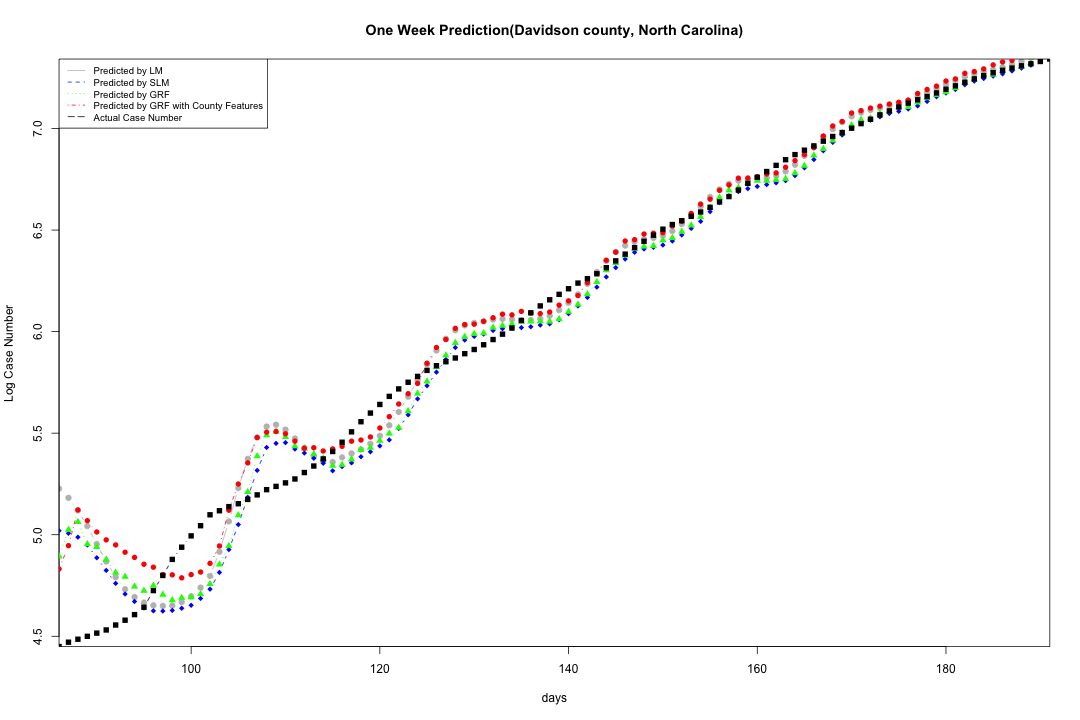 One Week Prediction(Davidson county, North Carolina)
Predicted by LM
Predicted by SLM
Predicted by GRF
Predicted by GRF with County Features
Actual Case Number
Log Case Number
7.0
6.5
6.0
5.5
5.0
4.5
100 120 140 160 180
days